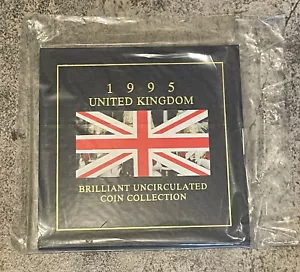 1995
UNITED KINGDOM
BRILLIANT UNCIRCULATED
COIN COLLECTION